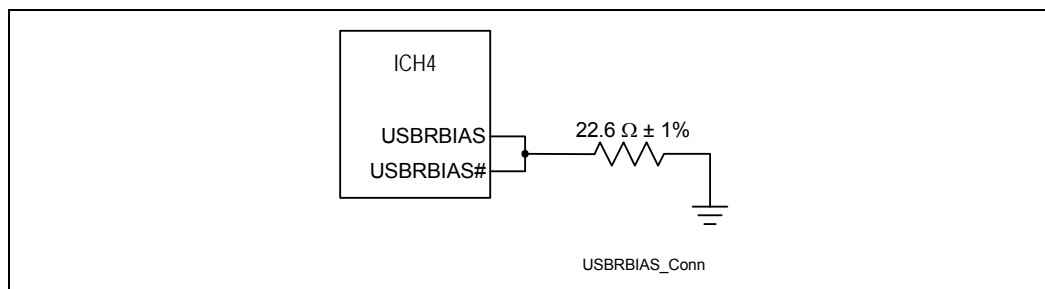 ICH4
USBRBIAS
USBRBIAS#
22.6 Ω ± 1%
USBRBIAS_Conn